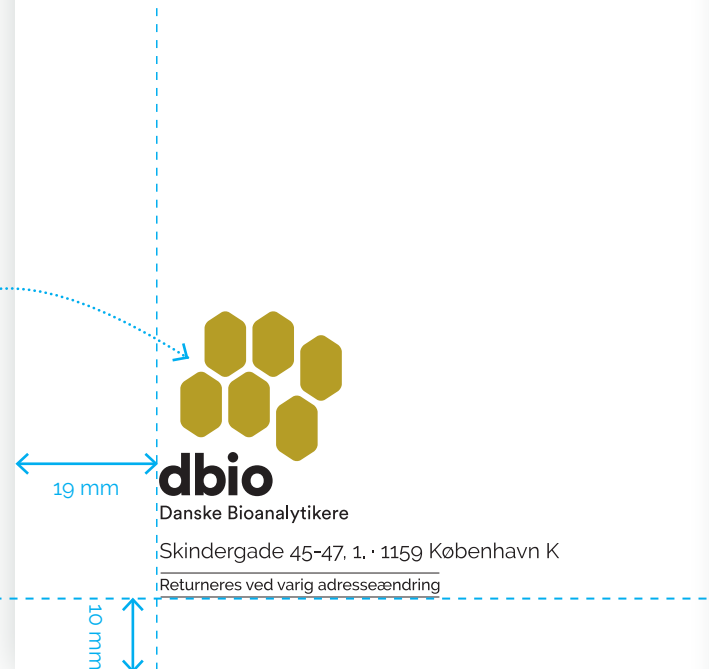 dbio
Danske Bioanalytikere
19 mm
Skindergade 45-47, 1. · 1159 København K
Returneres ved varig adresseændring
10 mm